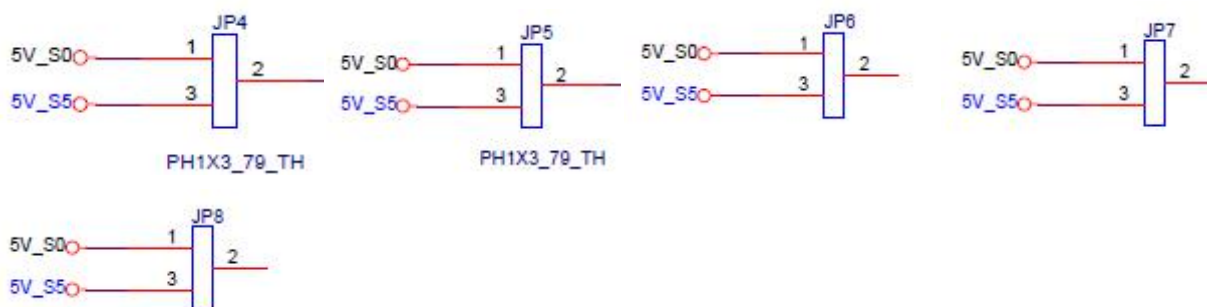 JP4
5V_S0 1
2
5V_S5 3
PH1X3_79_TH
JP5
5V_S0 1
2
5V_S5 3
PH1X3_79_TH
JP6
5V_S0 1
2
5V_S5 3
JP7
5V_S0 1
2
5V_S5 3
JP8
5V_S0 1
2
5V_S5 3